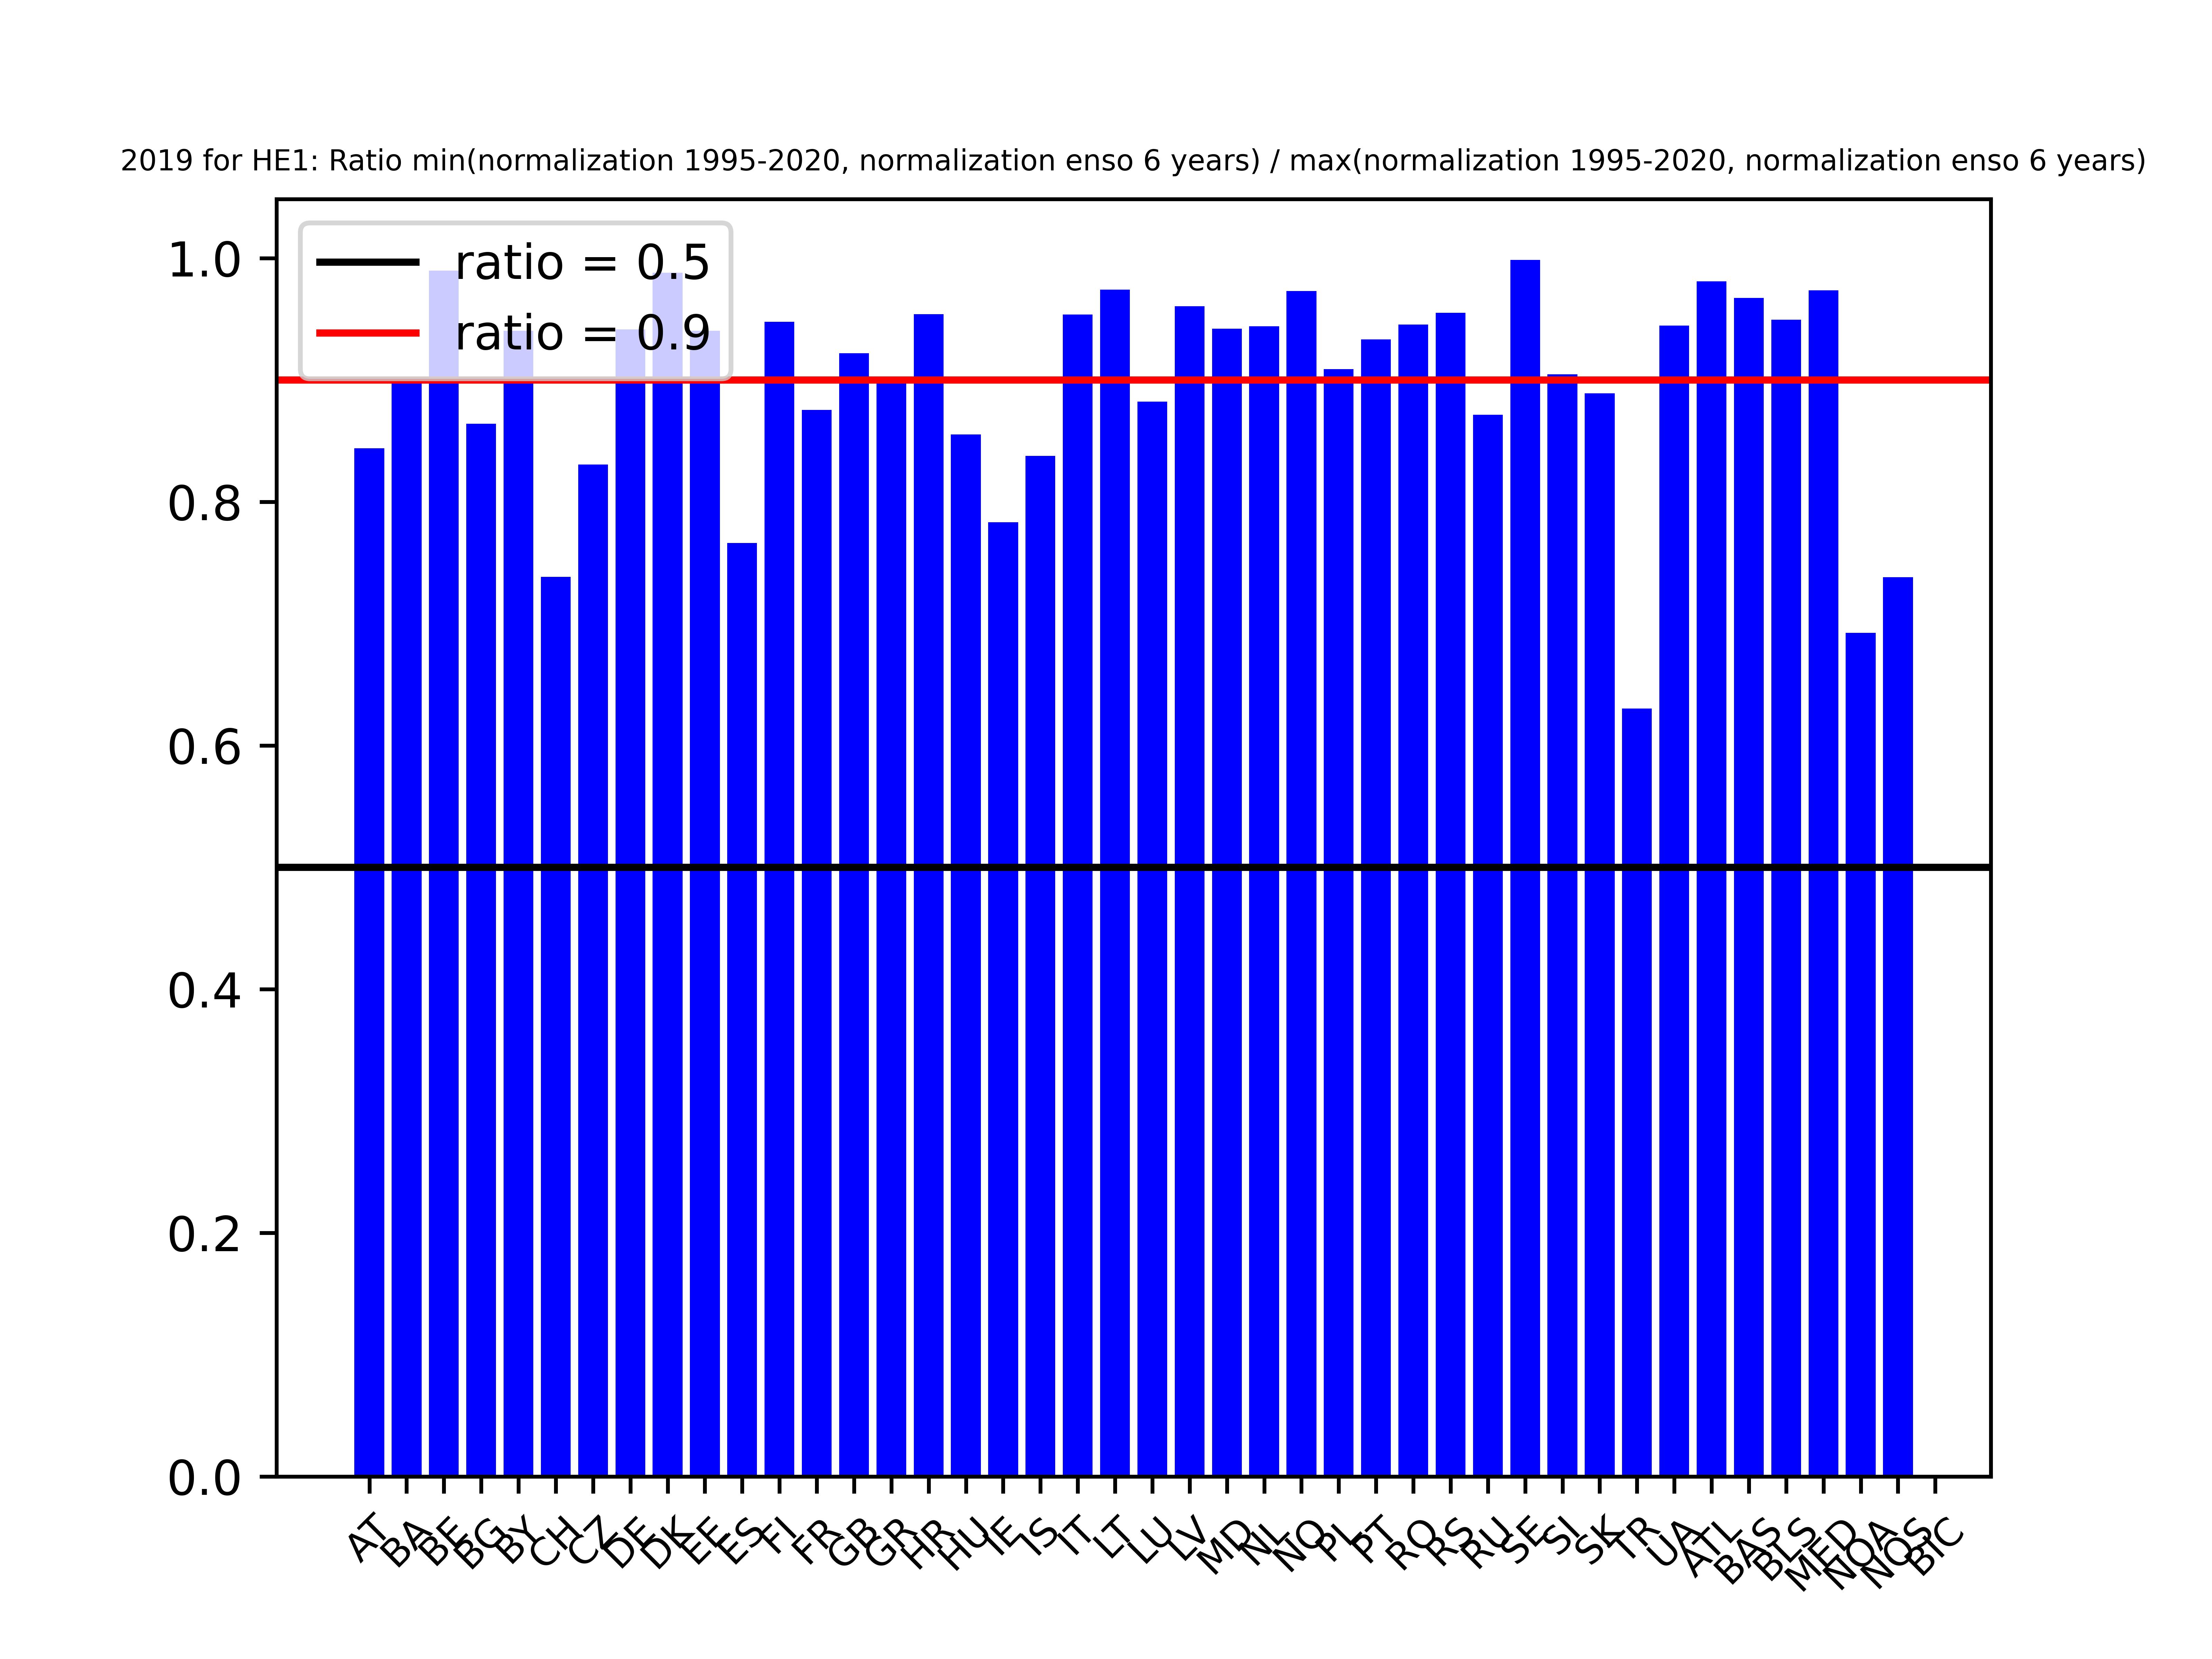 2019 for HE1: Ratio min(normalization 1995-2020, normalization enso 6 years) / max(normalization 1995-2020, normalization enso 6 years)
ratio = 0.5
ratio = 0.9
1.0
0.8
0.6
0.4
0.2
0.0
AT BA BE BG BY CH CZ DE DK EE ES FI FR GB GR HR HU IE IS IT LT LU LV MD NL NO PL PT RO RS RU SE SI SK TR UA ATL BAS BLS MED NOA NOS BIC